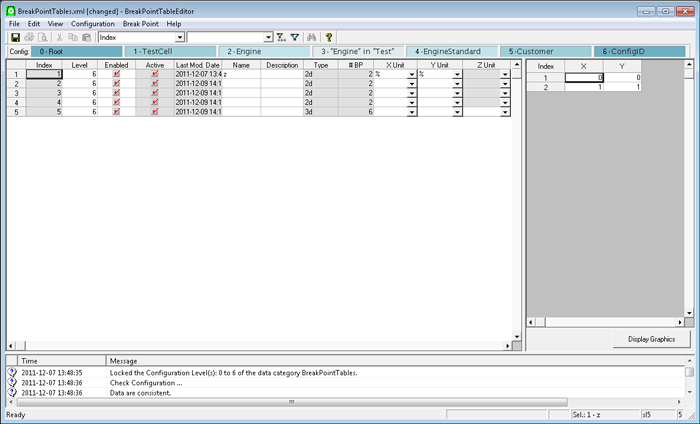 BreakPointTables.xml [changed] - BreakPointTableEditor
File Edit View Configuration Break Point Help
Index
Config: 0 - Root 1 - TestCell 2 - Engine 3 - "Engine" in "Test" 4 - EngineStandard 5 - Customer 6 - ConfigID
Index Level Enabled Active Last Mod. Date Name Description Type # BP X Unit Y Unit Z Unit
1 1 6 2011-12-07 13:4 z 2d 2 % %
2 2 6 2011-12-09 14:1 2d 2
3 3 6 2011-12-09 14:1 2d 2
4 4 6 2011-12-09 14:1 2d 2
5 5 6 2011-12-09 14:1 3d 6
Index X Y
1 0 0
2 1 1
Display Graphics
Time Message
2011-12-07 13:48:35 Locked the Configuration Level(s): 0 to 6 of the data category BreakPointTables.
2011-12-07 13:48:36 Check Configuration ...
2011-12-07 13:48:36 Data are consistent.
Ready Sel.: 1 - z sl5 5